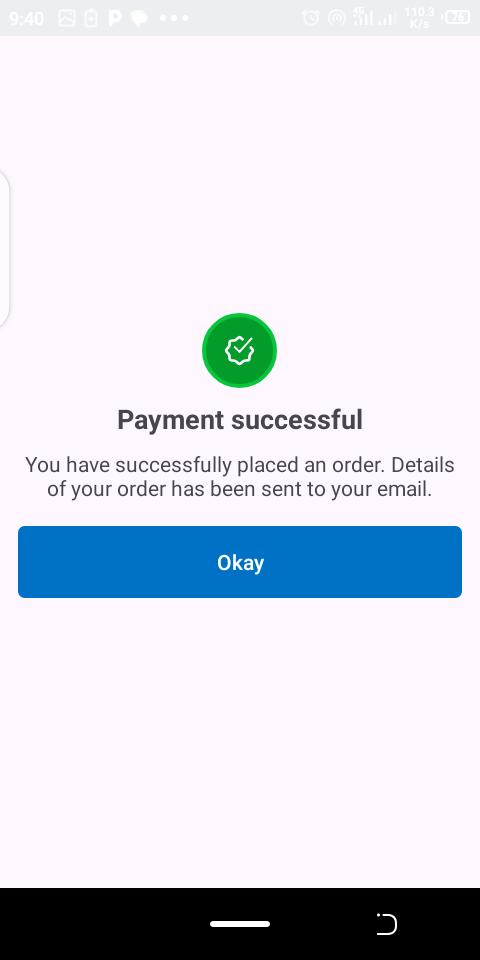 9:40
4G
110.3
K/s
26
Payment successful
You have successfully placed an order. Details
of your order has been sent to your email.
Okay